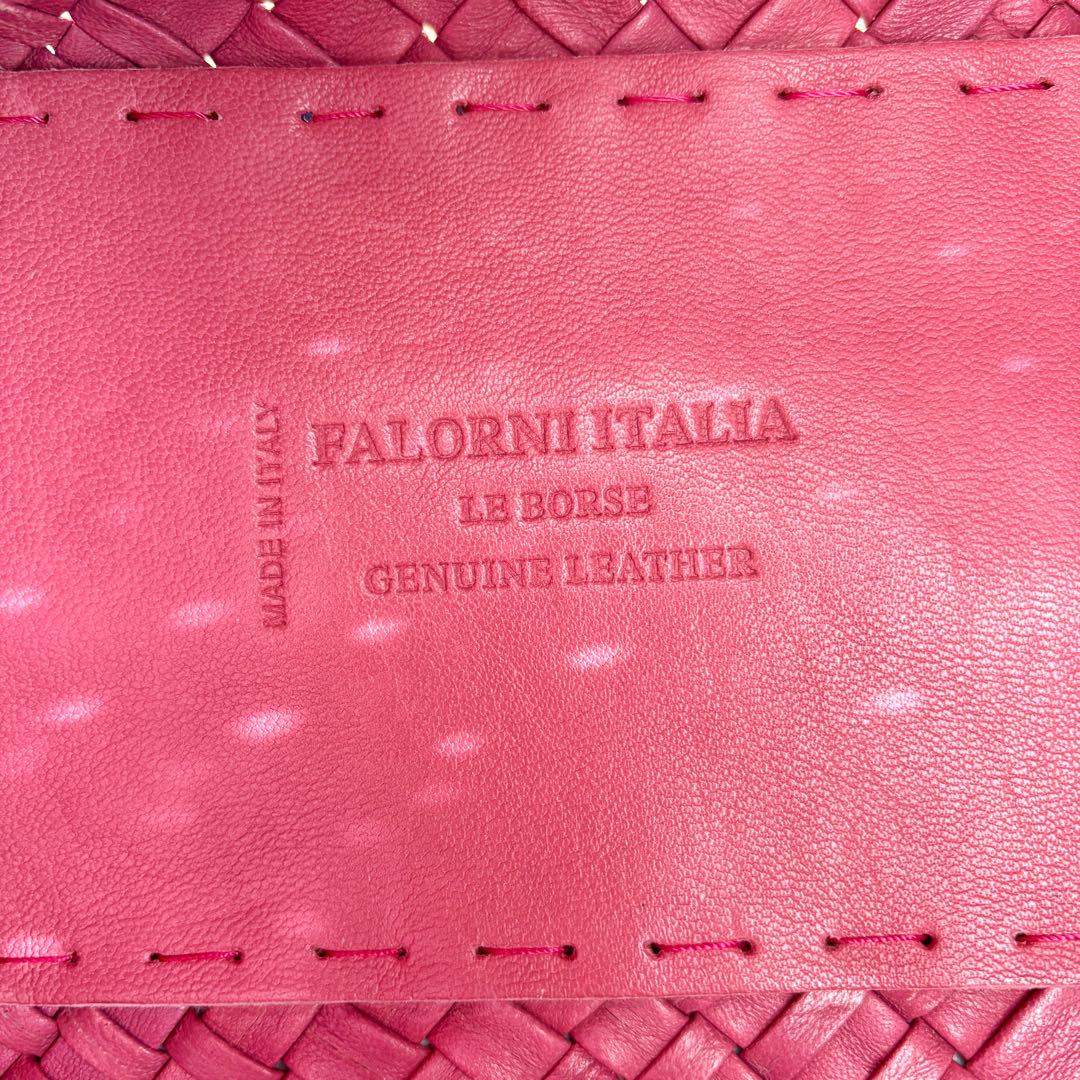 MADE IN ITALY
FALORNI ITALIA
LE BORSE
GENUINE LEATHER